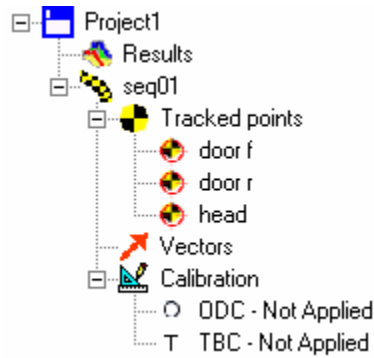 Project1
Results
seq01
Tracked points
door f
door r
head
Vectors
Calibration
ODC - Not Applied
T TBC - Not Applied